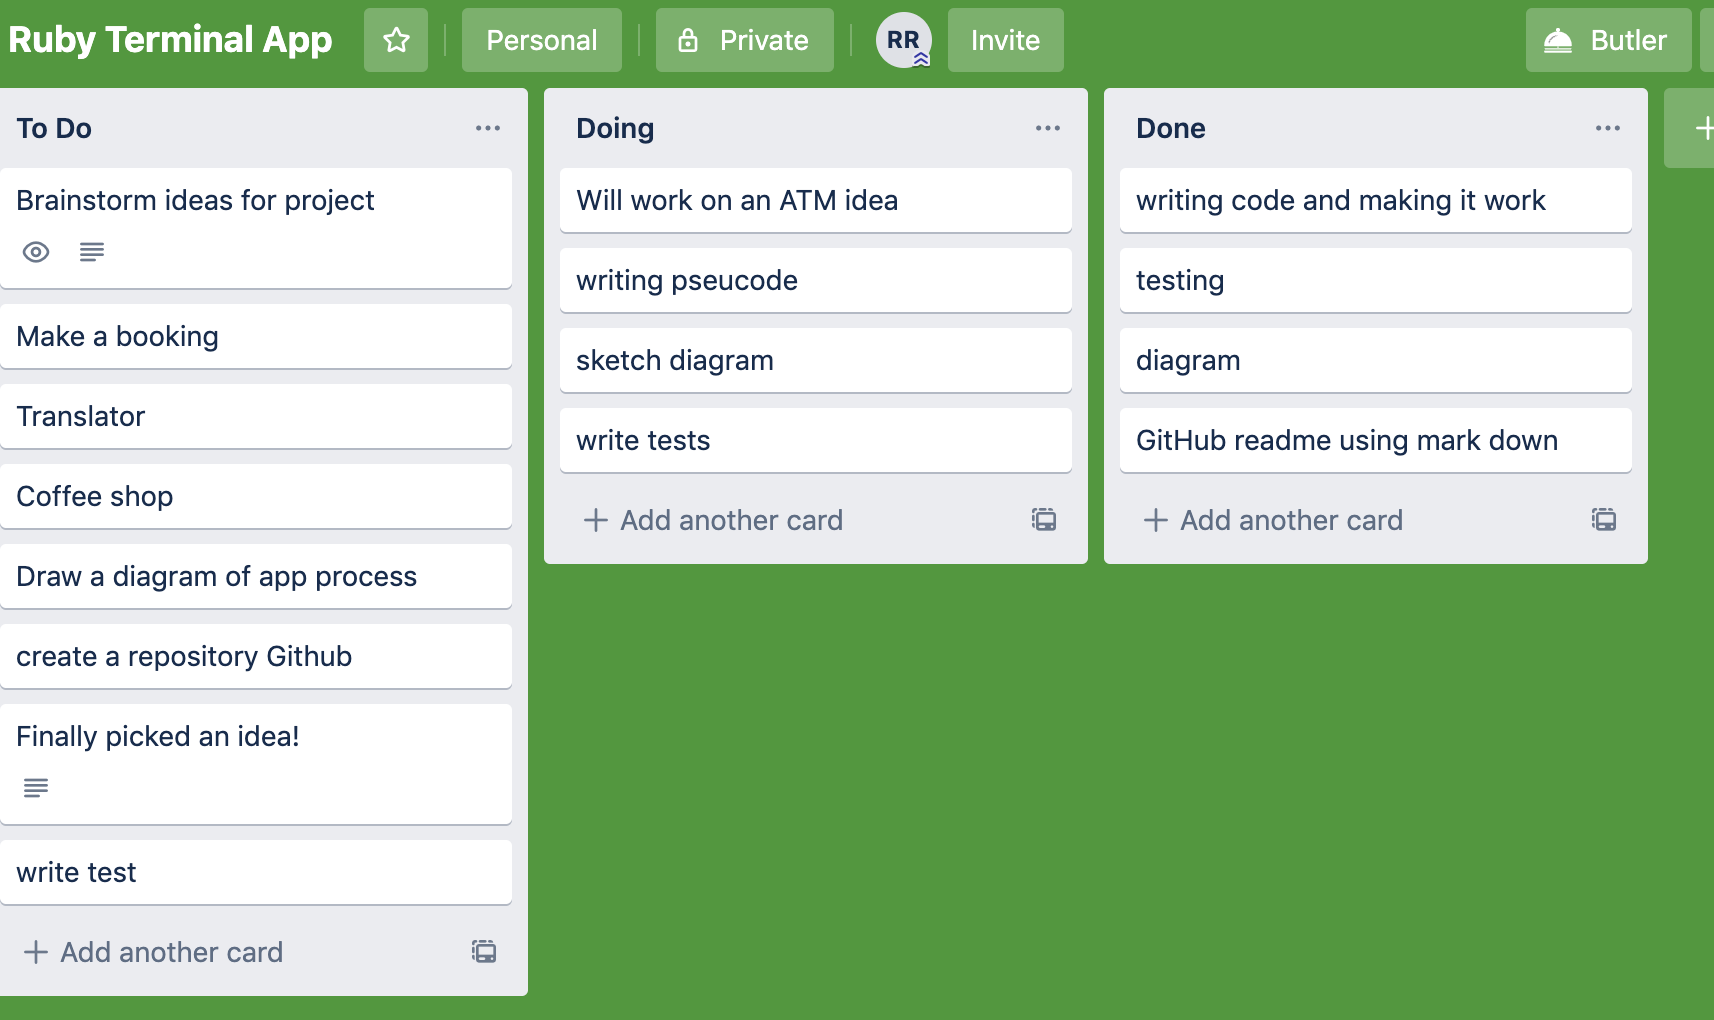 Ruby Terminal App
Personal
Private
RR
Invite
Butler
To Do
Brainstorm ideas for project
Make a booking
Translator
Coffee shop
Draw a diagram of app process
create a repository Github
Finally picked an idea!
write test
Add another card
Doing
Will work on an ATM idea
writing pseucode
sketch diagram
write tests
Add another card
Done
writing code and making it work
testing
diagram
GitHub readme using mark down
Add another card